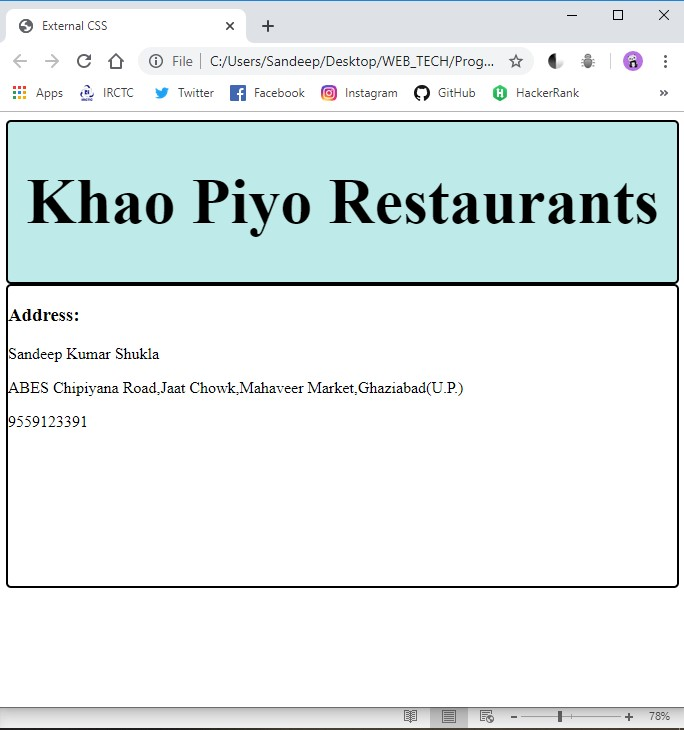 External CSS
File C:/Users/Sandeep/Desktop/WEB_TECH/Prog...
Apps IRCTC Twitter Facebook Instagram GitHub HackerRank »
Khao Piyo Restaurants
Address:
Sandeep Kumar Shukla
ABES Chipiyana Road,Jaat Chowk,Mahaveer Market,Ghaziabad(U.P.)
9559123391
78%